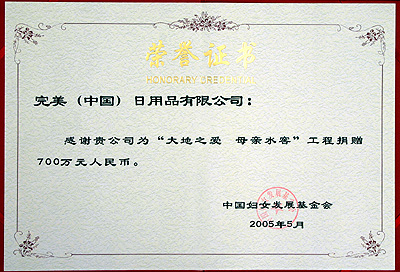 荣誉证书
HONORARY CREDENTIAL
完美（中国）日用品有限公司：
感谢贵公司为“大地之爱 母亲水窖”工程捐赠
700万元人民币。
中国妇女发展基金会
2005年5月